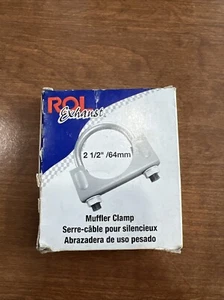 ROL
Exhaust
2 1/2" /64mm
Muffler Clamp
Serre-câble pour silencieux
Abrazadera de uso pesado